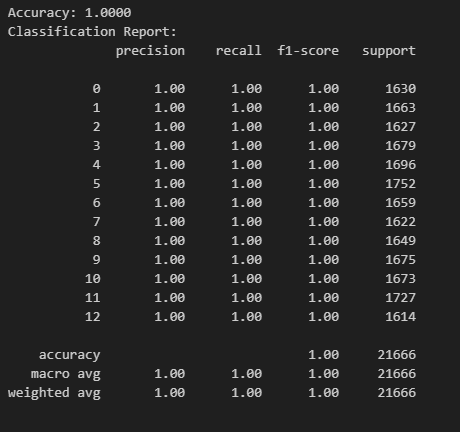 Accuracy: 1.0000
Classification Report:
precision recall f1-score support
0 1.00 1.00 1.00 1630
1 1.00 1.00 1.00 1663
2 1.00 1.00 1.00 1627
3 1.00 1.00 1.00 1679
4 1.00 1.00 1.00 1696
5 1.00 1.00 1.00 1752
6 1.00 1.00 1.00 1659
7 1.00 1.00 1.00 1622
8 1.00 1.00 1.00 1649
9 1.00 1.00 1.00 1675
10 1.00 1.00 1.00 1673
11 1.00 1.00 1.00 1727
12 1.00 1.00 1.00 1614
accuracy 1.00 21666
macro avg 1.00 1.00 1.00 21666
weighted avg 1.00 1.00 1.00 21666